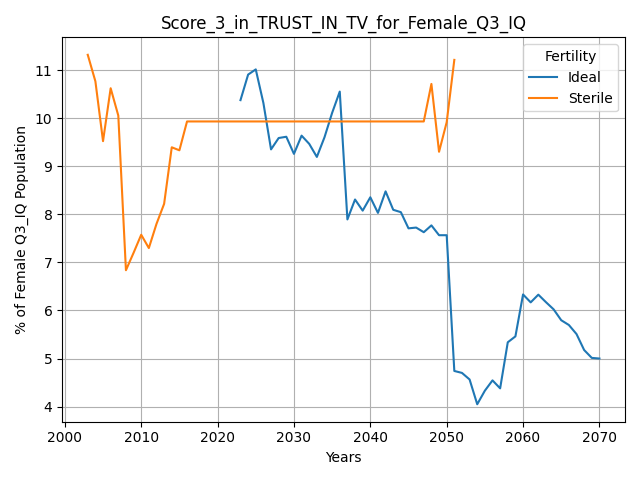 Score_3_in_TRUST_IN_TV_for_Female_Q3_IQ
% of Female Q3_IQ Population
11
10
9
8
7
6
5
4
Fertility
Ideal
Sterile
2000 2010 2020 2030 2040 2050 2060 2070
Years